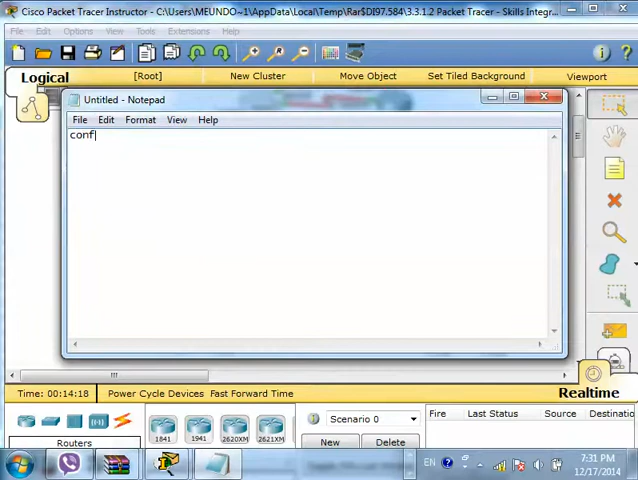 Cisco Packet Tracer Instructor - C:\Users\MEUNDO~1\AppData\Local\Temp\Rar$DI97.584\3.3.1.2 Packet Tracer - Skills Integr...
File Edit Options View Tools Extensions Help
Logical [Root] New Cluster Move Object Set Tiled Background Viewport
Untitled - Notepad
File Edit Format View Help
conf
Time: 00:14:18 Power Cycle Devices Fast Forward Time Realtime
Scenario 0 Fire Last Status Source Destinatio
1841 1941 2620XM 2621XM
Routers New Delete
EN 7:31 PM
12/17/2014